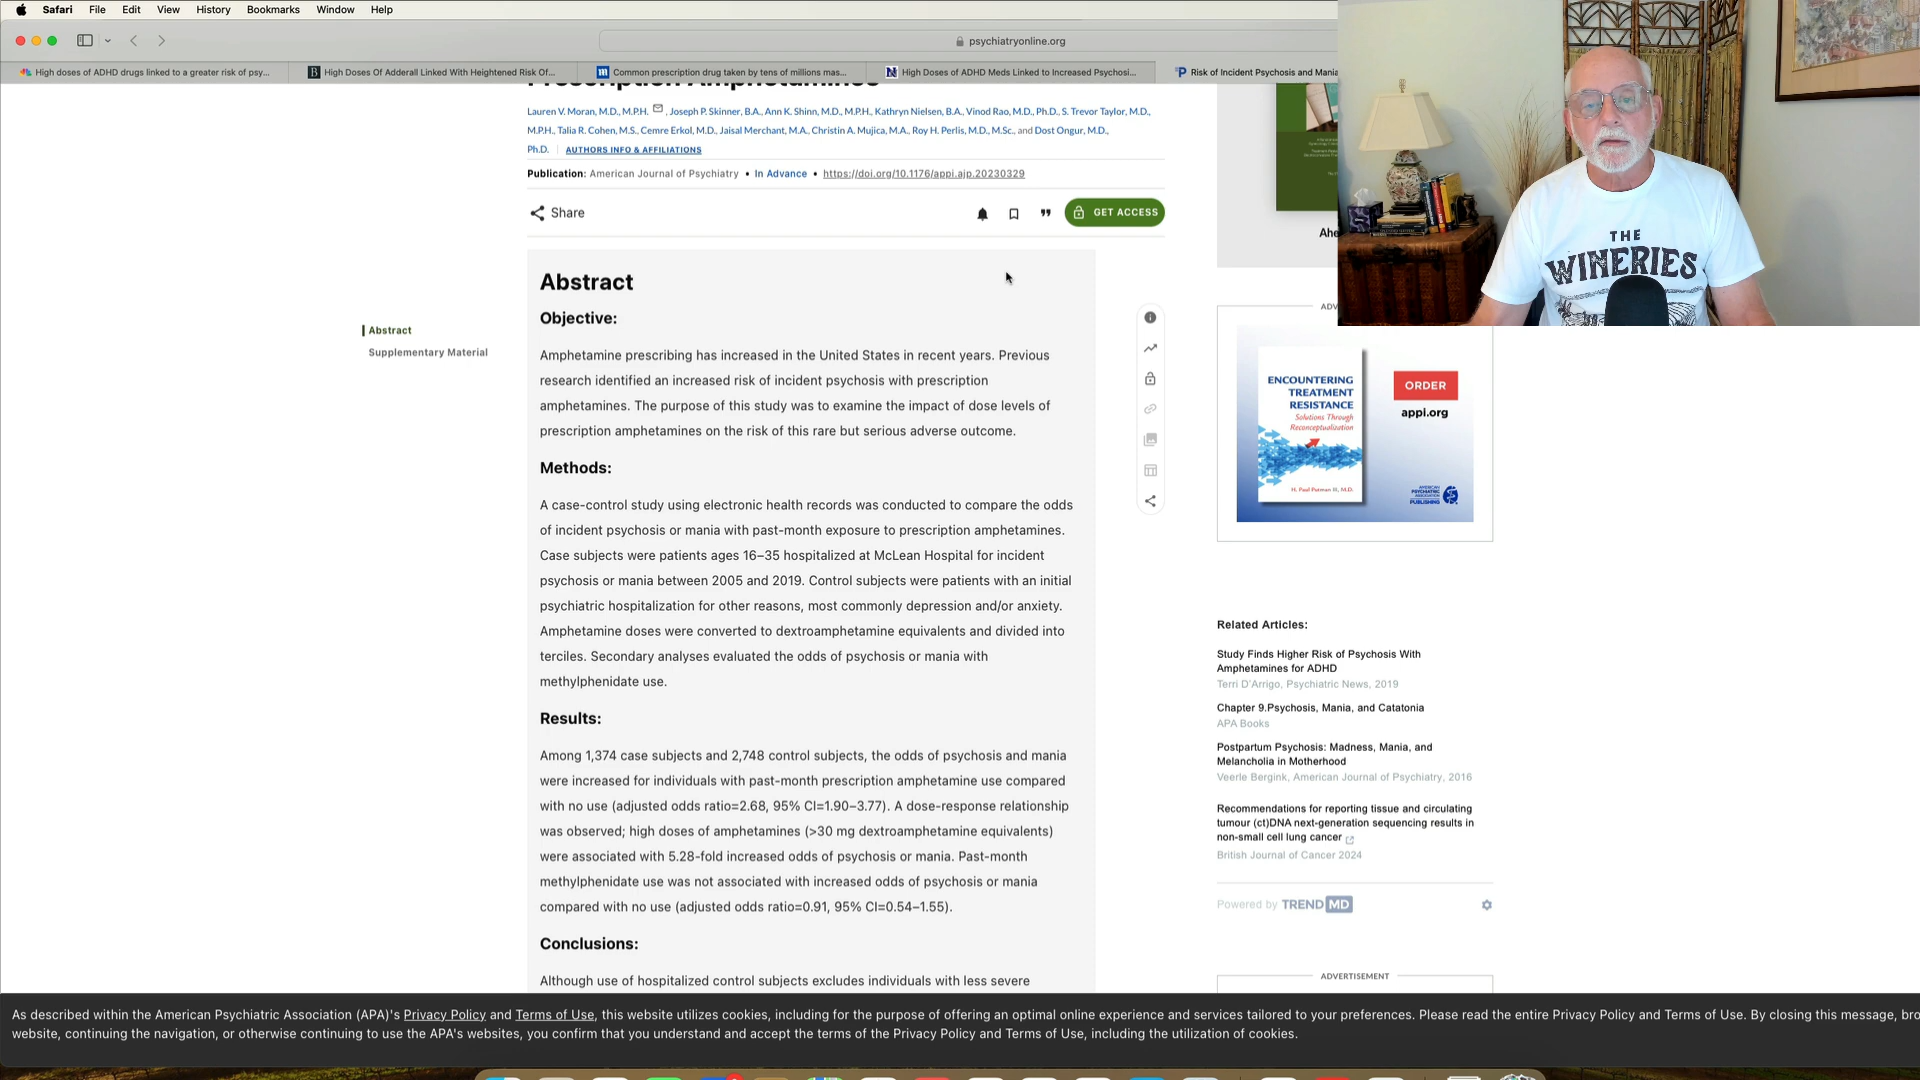 Safari File Edit View History Bookmarks Window Help
psychiatryonline.org
High doses of ADHD drugs linked to a greater risk of psy...
High Doses Of Adderall Linked With Heightened Risk Of...
Common prescription drug taken by tens of millions mas...
High Doses of ADHD Meds Linked to Increased Psychosi...
Risk of Incident Psychosis and Mania
Prescription Amphetamines
Lauren V. Moran, M.D., M.P.H. , Joseph P. Skinner, B.A., Ann K. Shinn, M.D., M.P.H., Kathryn Nielsen, B.A., Vinod Rao, M.D., Ph.D., S. Trevor Taylor, M.D.,
M.P.H., Talia R. Cohen, M.S., Cemre Erkol, M.D., Jaisal Merchant, M.A., Christin A. Mujica, M.A., Roy H. Perlis, M.D., M.Sc., and Dost Ongur, M.D.,
Ph.D. AUTHORS INFO & AFFILIATIONS
Publication: American Journal of Psychiatry • In Advance • https://doi.org/10.1176/appi.ajp.20230329
Share
GET ACCESS
Abstract
Supplementary Material
Abstract
Objective:
Amphetamine prescribing has increased in the United States in recent years. Previous
research identified an increased risk of incident psychosis with prescription
amphetamines. The purpose of this study was to examine the impact of dose levels of
prescription amphetamines on the risk of this rare but serious adverse outcome.
Methods:
A case-control study using electronic health records was conducted to compare the odds
of incident psychosis or mania with past-month exposure to prescription amphetamines.
Case subjects were patients ages 16–35 hospitalized at McLean Hospital for incident
psychosis or mania between 2005 and 2019. Control subjects were patients with an initial
psychiatric hospitalization for other reasons, most commonly depression and/or anxiety.
Amphetamine doses were converted to dextroamphetamine equivalents and divided into
terciles. Secondary analyses evaluated the odds of psychosis or mania with
methylphenidate use.
Results:
Among 1,374 case subjects and 2,748 control subjects, the odds of psychosis and mania
were increased for individuals with past-month prescription amphetamine use compared
with no use (adjusted odds ratio=2.68, 95% CI=1.90–3.77). A dose-response relationship
was observed; high doses of amphetamines (>30 mg dextroamphetamine equivalents)
were associated with 5.28-fold increased odds of psychosis or mania. Past-month
methylphenidate use was not associated with increased odds of psychosis or mania
compared with no use (adjusted odds ratio=0.91, 95% CI=0.54–1.55).
Conclusions:
Although use of hospitalized control subjects excludes individuals with less severe
Ahe
THE
WINERIES
ADV
ENCOUNTERING
TREATMENT
RESISTANCE
Solutions Through
Reconceptualization
H. Paul Putman III, M.D.
ORDER
appi.org
AMERICAN
PSYCHIATRIC
ASSOCIATION
PUBLISHING
Related Articles:
Study Finds Higher Risk of Psychosis With
Amphetamines for ADHD
Terri D'Arrigo, Psychiatric News, 2019
Chapter 9.Psychosis, Mania, and Catatonia
APA Books
Postpartum Psychosis: Madness, Mania, and
Melancholia in Motherhood
Veerle Bergink, American Journal of Psychiatry, 2016
Recommendations for reporting tissue and circulating
tumour (ct)DNA next-generation sequencing results in
non-small cell lung cancer
British Journal of Cancer 2024
Powered by TREND MD
ADVERTISEMENT
As described within the American Psychiatric Association (APA)'s Privacy Policy and Terms of Use, this website utilizes cookies, including for the purpose of offering an optimal online experience and services tailored to your preferences. Please read the entire Privacy Policy and Terms of Use. By closing this message, bro
website, continuing the navigation, or otherwise continuing to use the APA's websites, you confirm that you understand and accept the terms of the Privacy Policy and Terms of Use, including the utilization of cookies.